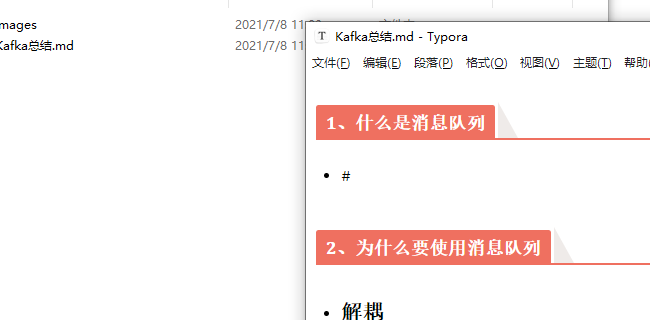 mages
2021/7/8 11
Kafka总结.md
2021/7/8 11
T Kafka总结.md - Typora
文件(F) 编辑(E) 段落(P) 格式(O) 视图(V) 主题(T) 帮助(
1、什么是消息队列
• #
2、为什么要使用消息队列
• 解耦